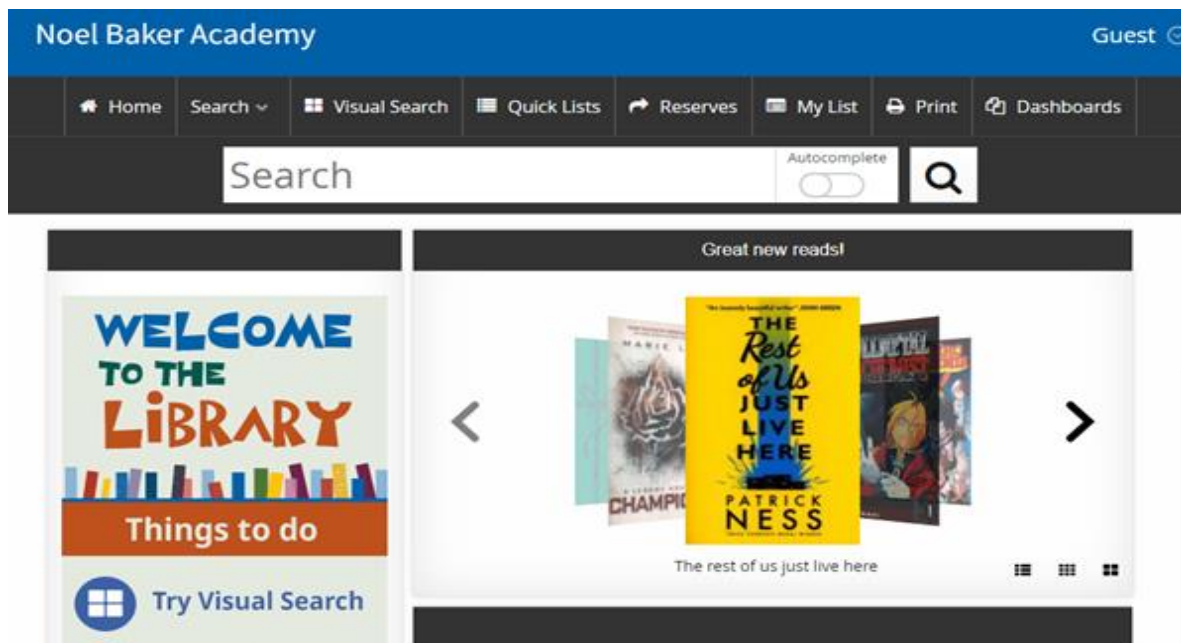 Noel Baker Academy
Guest
Home Search Visual Search Quick Lists Reserves My List Print Dashboards
Search
Autocomplete
Great new reads!
WELCOME
TO THE
LiBRARY
Things to do
Try Visual Search
MARIE
CHAMPI
THE
Rest
of Us
JUST
LIVE
HERE
PATRICK
NESS
The rest of us just live here